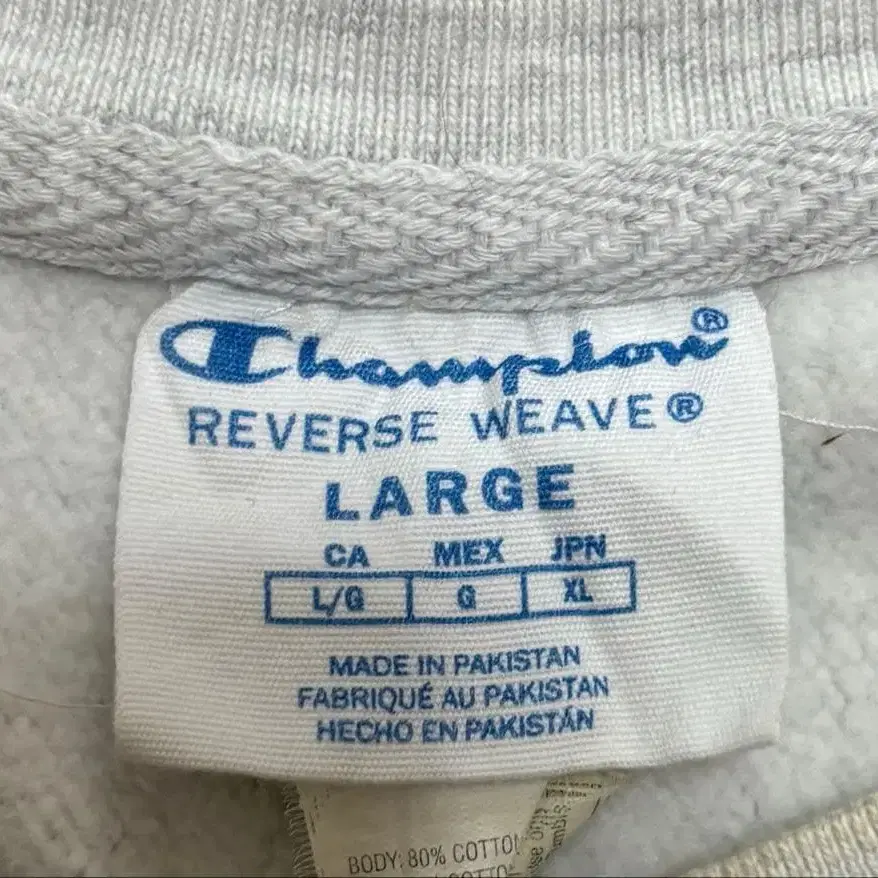 Champion®
REVERSE WEAVE®
LARGE
CA MEX JPN
L/G G XL
MADE IN PAKISTAN
FABRIQUÉ AU PAKISTAN
HECHO EN PAKISTÁN
BODY: 80% COTTO